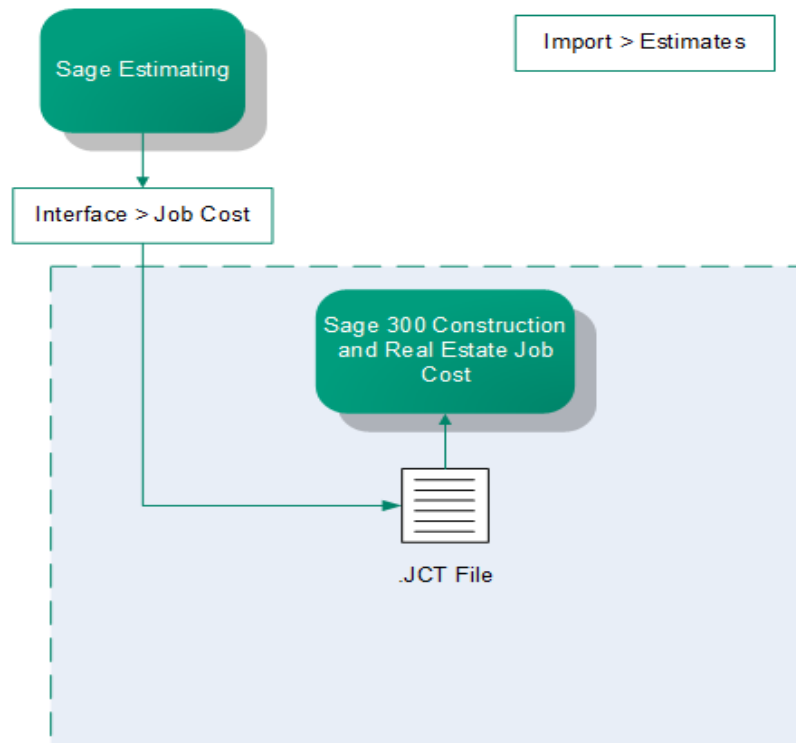 Sage Estimating
Import > Estimates
Interface > Job Cost
Sage 300 Construction
and Real Estate Job
Cost
.JCT File